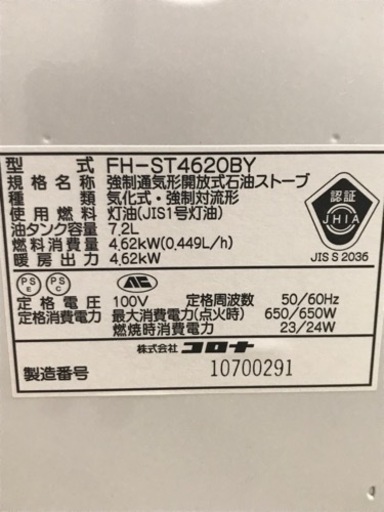 型式 FH-ST4620BY
規格名称 強制通気形開放式石油ストーブ
種類 気化式・強制対流形
使用燃料 灯油(JIS1号灯油)
油タンク容量 7.2L
燃料消費量 4.62kW(0.449L/h)
暖房出力 4.62kW
認証
JHIA
JIS S 2036
PS E
PS C
定格電圧 100V 定格周波数 50/60Hz
定格消費電力 最大消費電力(点火時) 650/650W
燃焼時消費電力 23/24W
株式会社 コロナ
製造番号 10700291